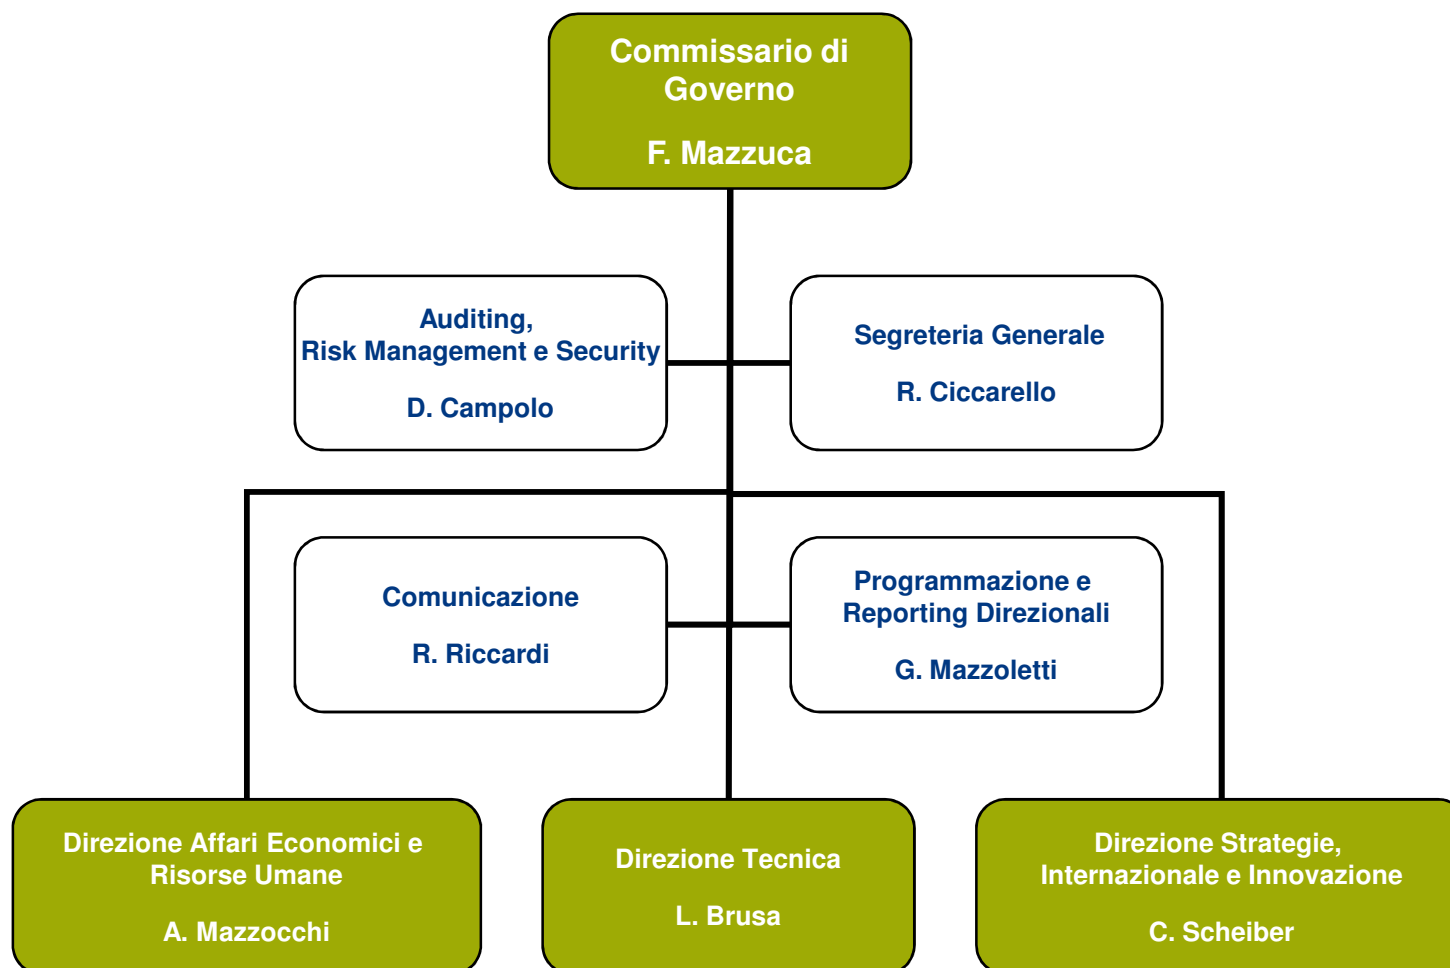 Commissario di
Governo
F. Mazzuca
Auditing,
Risk Management e Security
D. Campolo
Segreteria Generale
R. Ciccarello
Comunicazione
R. Riccardi
Programmazione e
Reporting Direzionali
G. Mazzoletti
Direzione Affari Economici e
Risorse Umane
A. Mazzocchi
Direzione Tecnica
L. Brusa
Direzione Strategie,
Internazionale e Innovazione
C. Scheiber